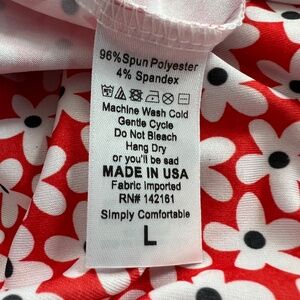 96% Spun Polyester
4% Spandex
Machine Wash Cold
Gentle Cycle
Do Not Bleach
Hang Dry
or you'll be sad
MADE IN USA
Fabric Imported
RN# 142161
Simply Comfortable
L